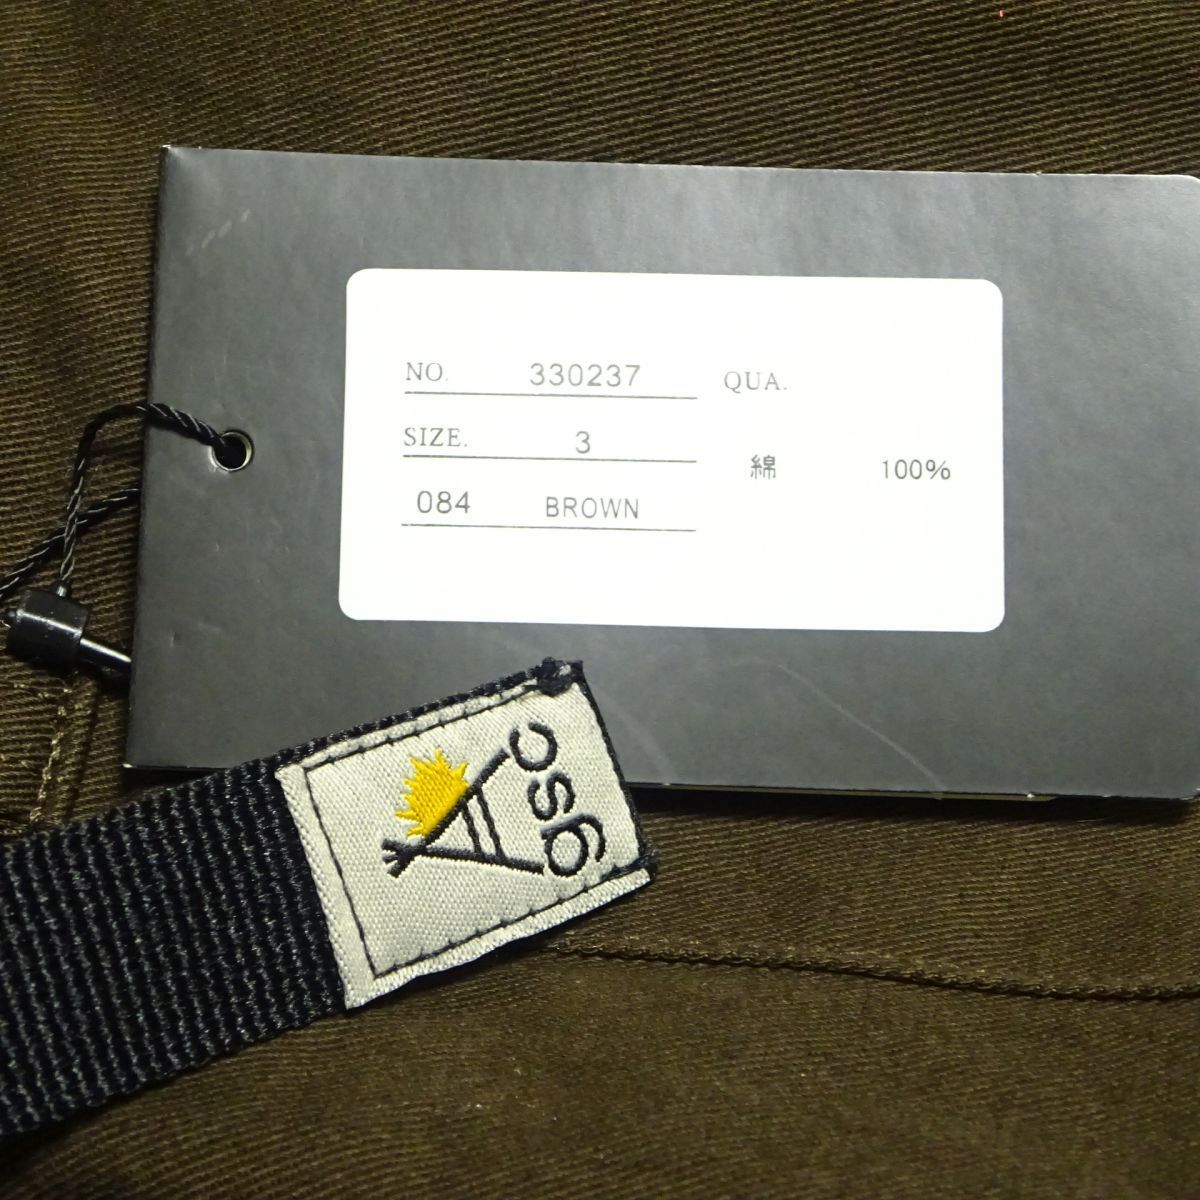 NO. 330237
SIZE. 3
084 BROWN
QUA.
綿 100%
gsc